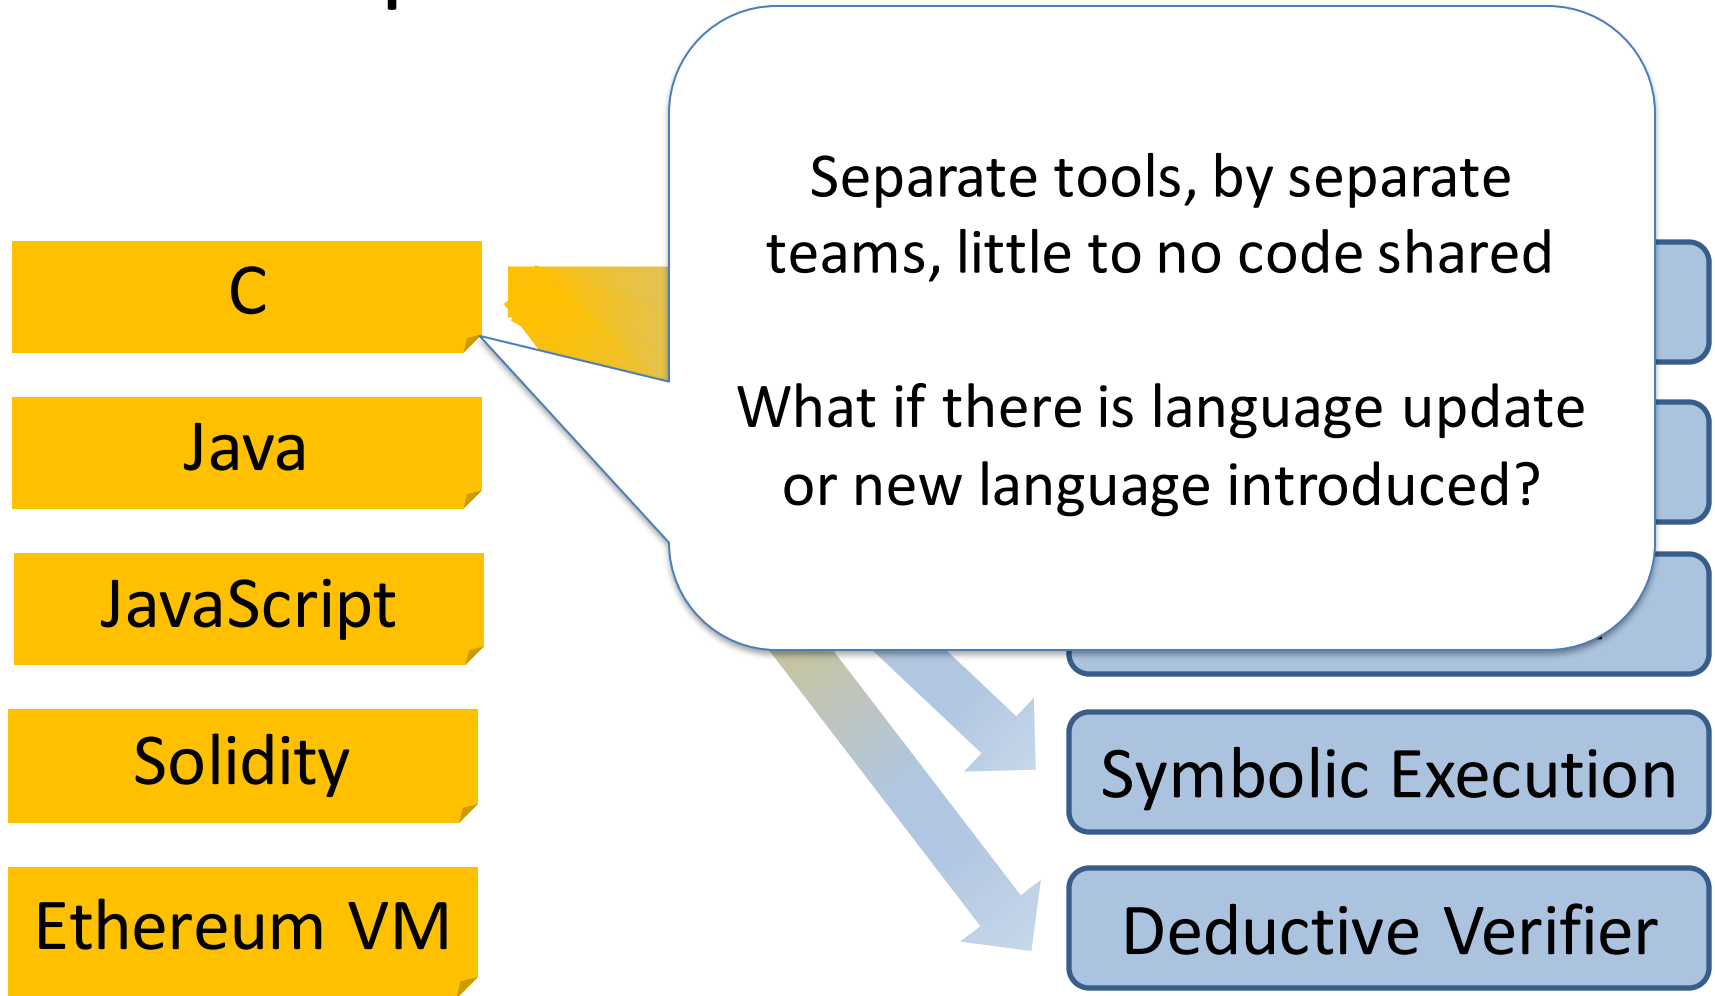 Separate tools, by separate
teams, little to no code shared
What if there is language update
or new language introduced?
C
Java
JavaScript
Solidity
Ethereum VM
Symbolic Execution
Deductive Verifier